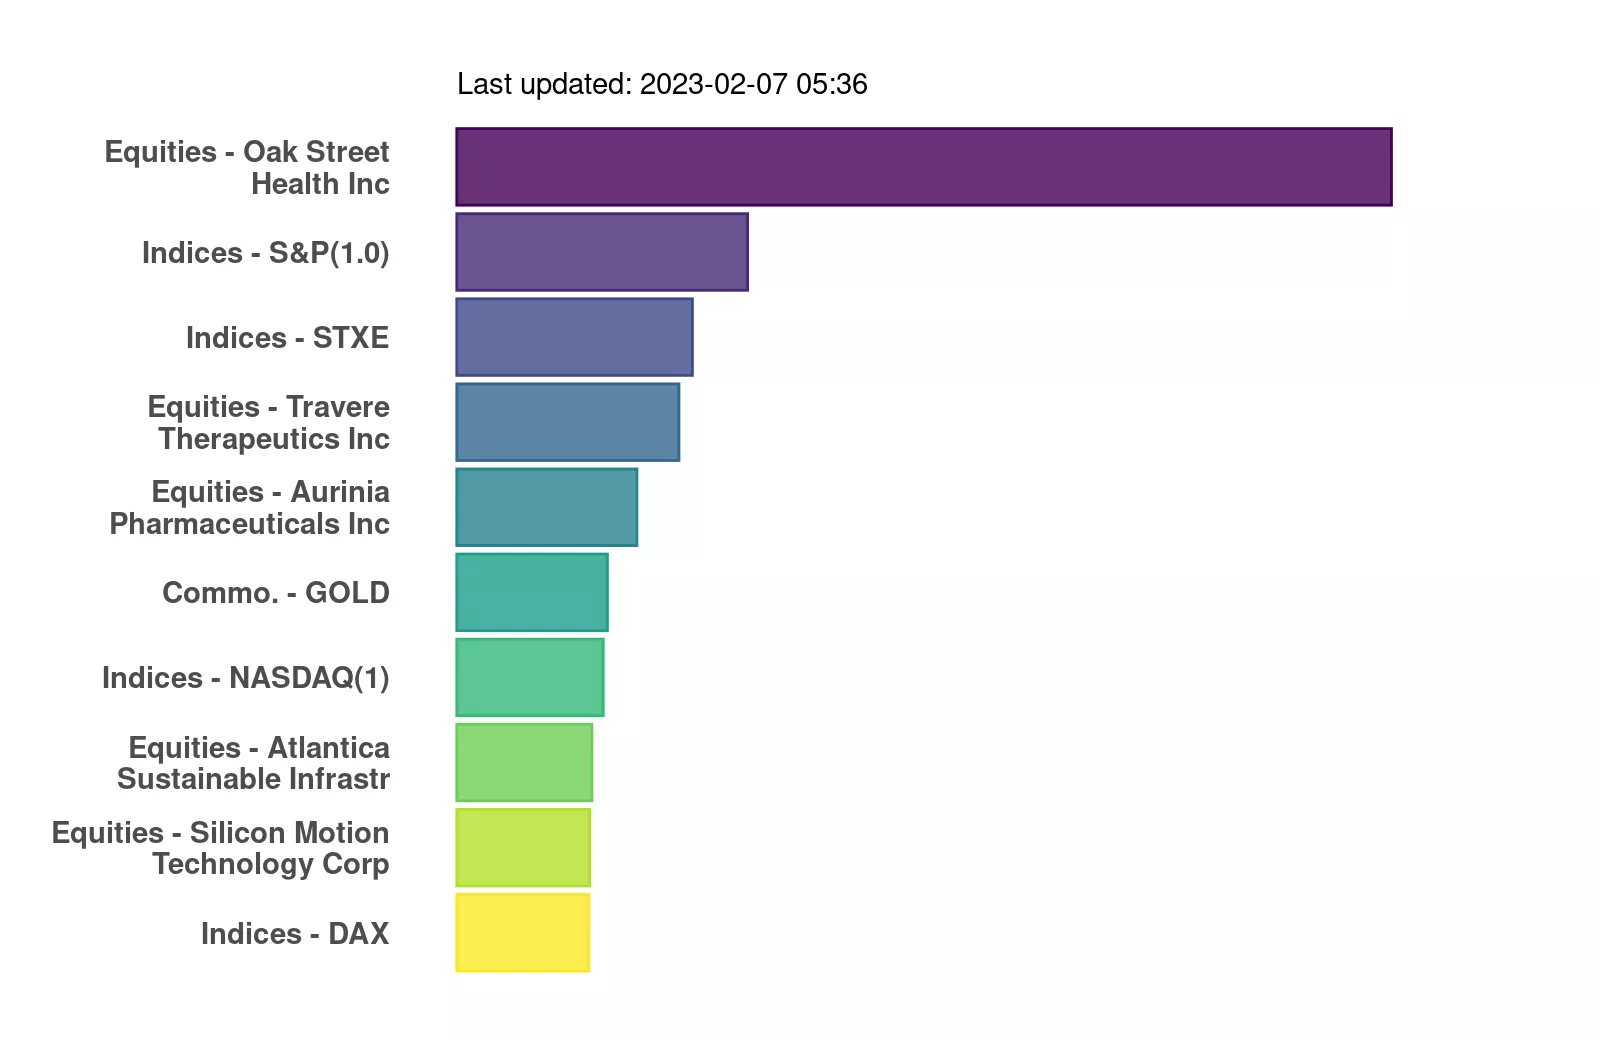 Last updated: 2023-02-07 05:36
Equities - Oak Street
Health Inc
Indices - S&P(1.0)
Indices - STXE
Equities - Travere
Therapeutics Inc
Equities - Aurinia
Pharmaceuticals Inc
Commo. - GOLD
Indices - NASDAQ(1)
Equities - Atlantica
Sustainable Infrastr
Equities - Silicon Motion
Technology Corp
Indices - DAX